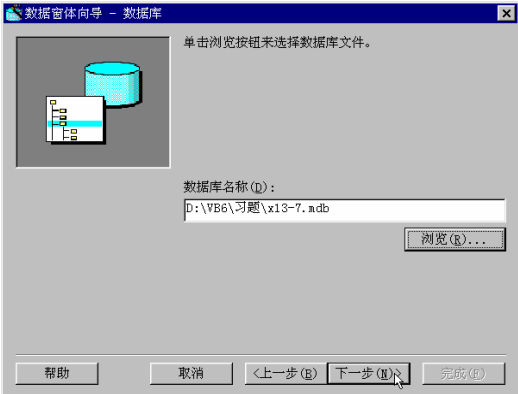 数据窗体向导 - 数据库
单击浏览按钮来选择数据库文件。
数据库名称(D):
D:\VB6\习题\x13-7.mdb
浏览(R)...
帮助 取消 <上一步(B) 下一步(N)> 完成(F)